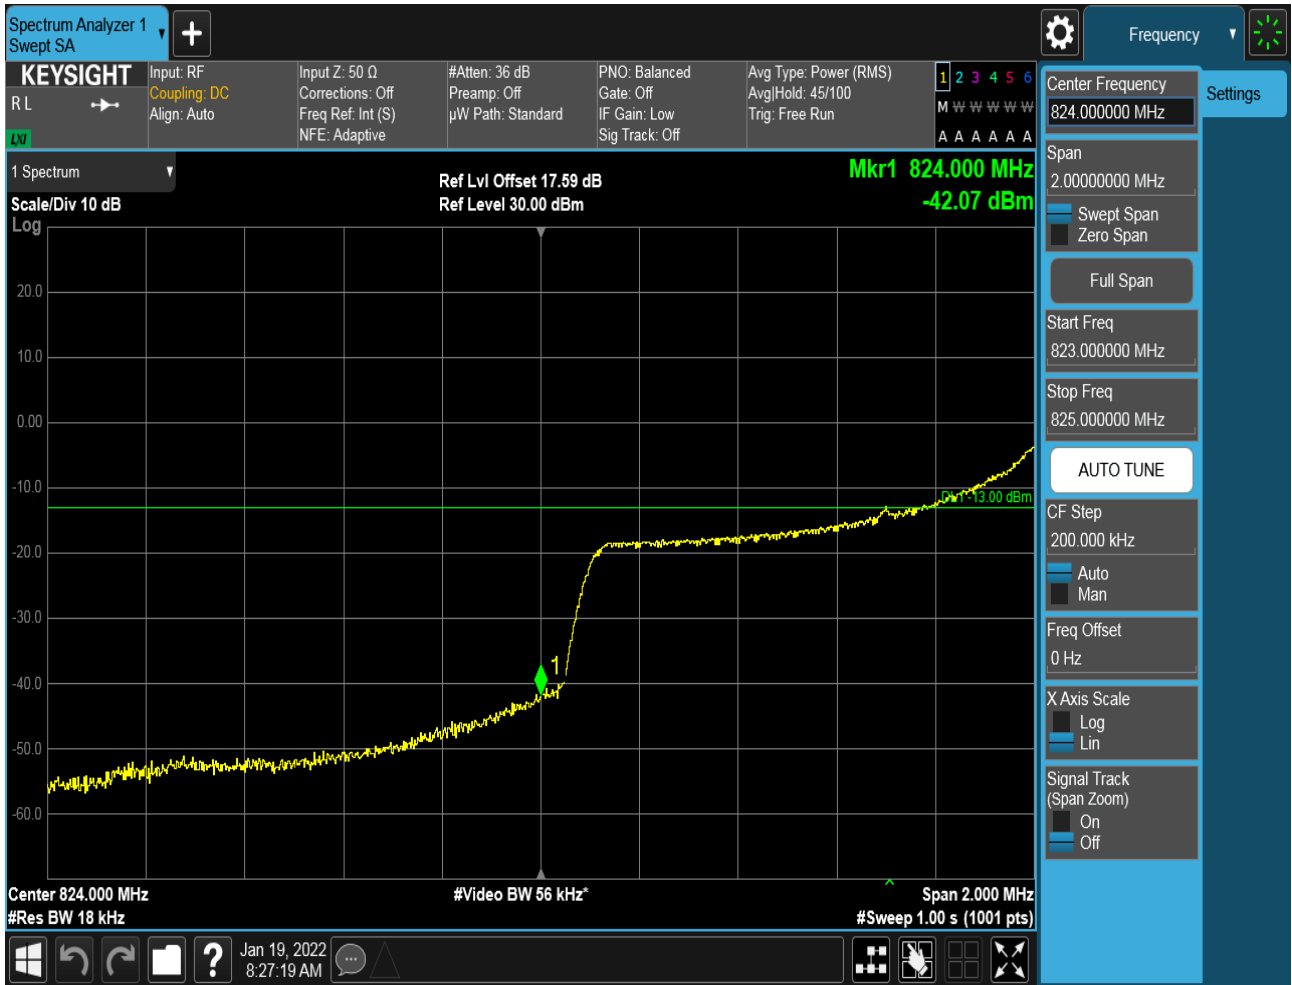 Spectrum Analyzer 1
Swept SA
Frequency
KEYSIGHT
R L
LXI
Input: RF
Coupling: DC
Align: Auto
Input Z: 50 Ω
Corrections: Off
Freq Ref: Int (S)
NFE: Adaptive
#Atten: 36 dB
Preamp: Off
µW Path: Standard
PNO: Balanced
Gate: Off
IF Gain: Low
Sig Track: Off
Avg Type: Power (RMS)
Avg|Hold: 45/100
Trig: Free Run
1 2 3 4 5 6
M W W W W W
A A A A A A
1 Spectrum
Scale/Div 10 dB
Log
Ref Lvl Offset 17.59 dB
Ref Level 30.00 dBm
Mkr1 824.000 MHz
-42.07 dBm
20.0
10.0
0.00
-10.0
-20.0
-30.0
-40.0
-50.0
-60.0
DL1 -13.00 dBm
1
Center 824.000 MHz
#Res BW 18 kHz
#Video BW 56 kHz*
Span 2.000 MHz
#Sweep 1.00 s (1001 pts)
Center Frequency
824.000000 MHz
Settings
Span
2.00000000 MHz
Swept Span
Zero Span
Full Span
Start Freq
823.000000 MHz
Stop Freq
825.000000 MHz
AUTO TUNE
CF Step
200.000 kHz
Auto
Man
Freq Offset
0 Hz
X Axis Scale
Log
Lin
Signal Track
(Span Zoom)
On
Off
?
Jan 19, 2022
8:27:19 AM